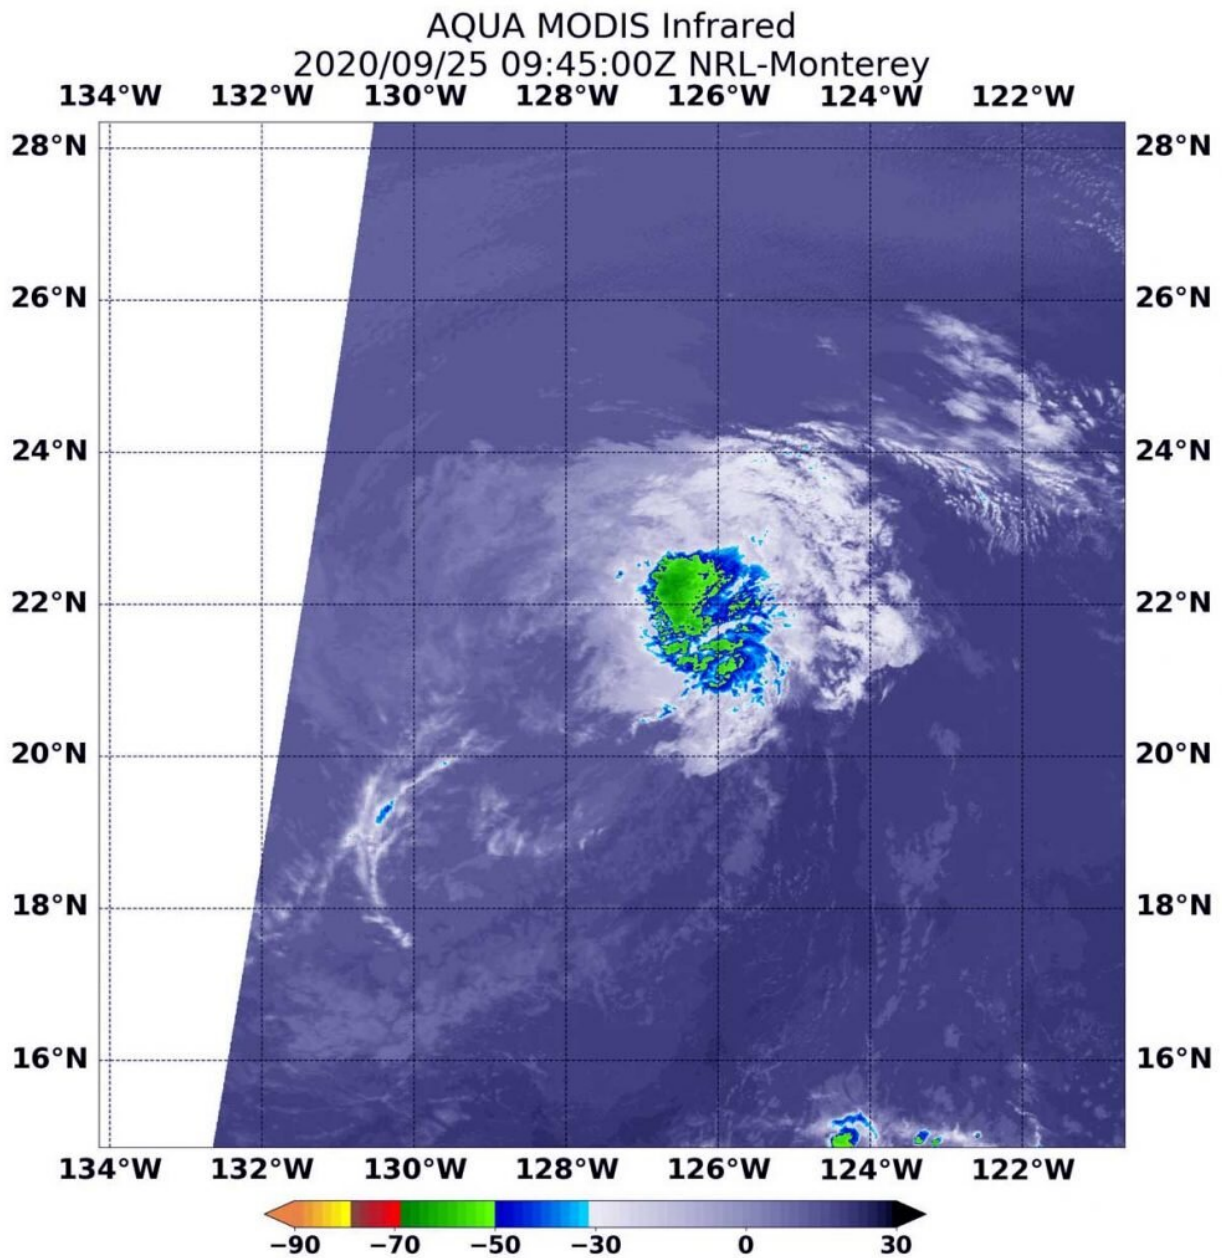 AQUA MODIS Infrared
2020/09/25 09:45:00Z NRL-Monterey
134°W 132°W 130°W 128°W 126°W 124°W 122°W
28°N 28°N
26°N 26°N
24°N 24°N
22°N 22°N
20°N 20°N
18°N 18°N
16°N 16°N
134°W 132°W 130°W 128°W 126°W 124°W 122°W
−90 −70 −50 −30 0 30